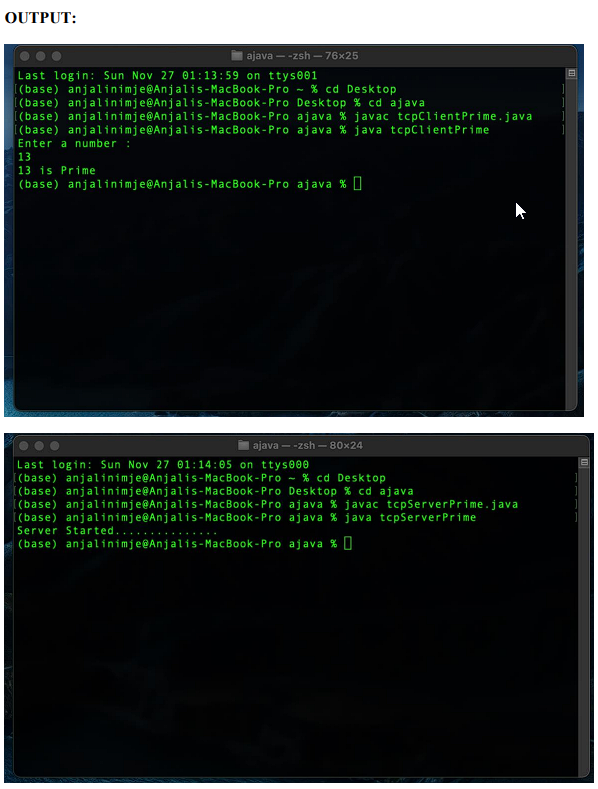 OUTPUT:
ajava — -zsh — 76×25
Last login: Sun Nov 27 01:13:59 on ttys001
[(base) anjalinimje@Anjalis-MacBook-Pro ~ % cd Desktop ]
[(base) anjalinimje@Anjalis-MacBook-Pro Desktop % cd ajava ]
[(base) anjalinimje@Anjalis-MacBook-Pro ajava % javac tcpClientPrime.java ]
[(base) anjalinimje@Anjalis-MacBook-Pro ajava % java tcpClientPrime ]
Enter a number :
13
13 is Prime
(base) anjalinimje@Anjalis-MacBook-Pro ajava %
ajava — -zsh — 80×24
Last login: Sun Nov 27 01:14:05 on ttys000
[(base) anjalinimje@Anjalis-MacBook-Pro ~ % cd Desktop ]
[(base) anjalinimje@Anjalis-MacBook-Pro Desktop % cd ajava ]
[(base) anjalinimje@Anjalis-MacBook-Pro ajava % javac tcpServerPrime.java ]
[(base) anjalinimje@Anjalis-MacBook-Pro ajava % java tcpServerPrime ]
Server Started...............
(base) anjalinimje@Anjalis-MacBook-Pro ajava %